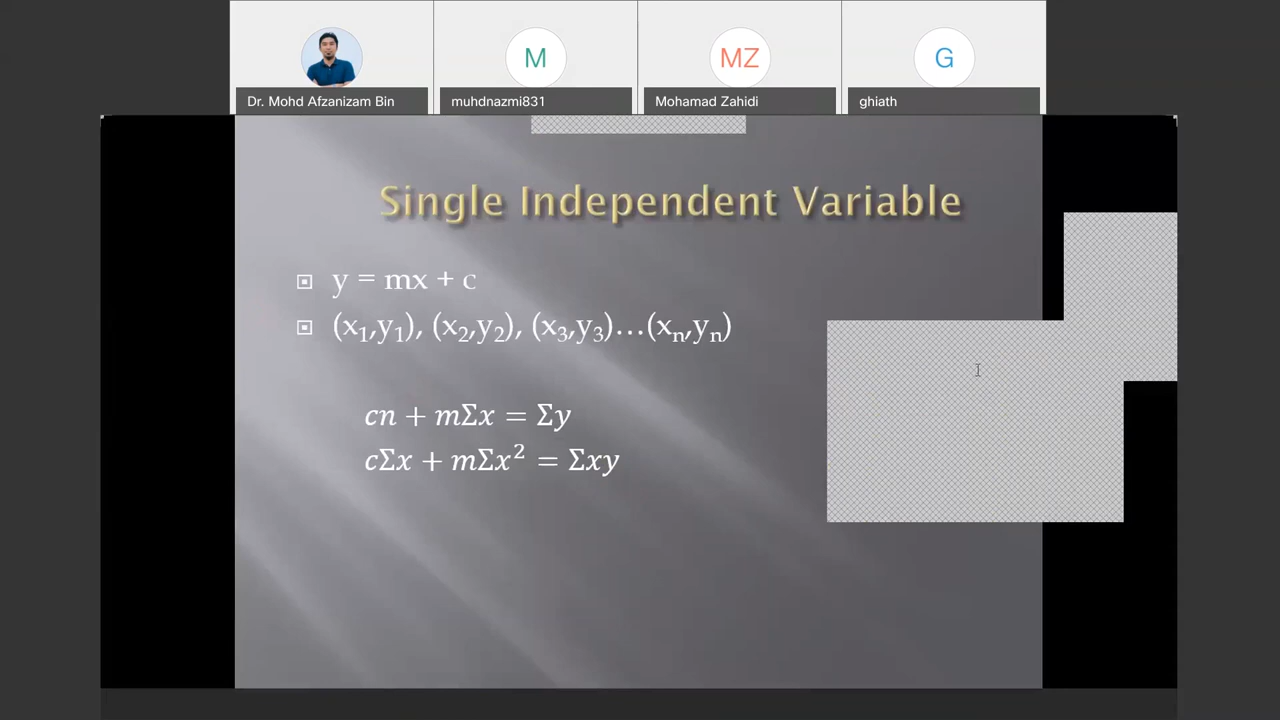 M
MZ
G
Dr. Mohd Afzanizam Bin
muhdnazmi831
Mohamad Zahidi
ghiath
Single Independent Variable
y = mx + c
(x₁,y₁), (x₂,y₂), (x₃,y₃)…(xₙ,yₙ)
cn + mΣx = Σy
cΣx + mΣx² = Σxy